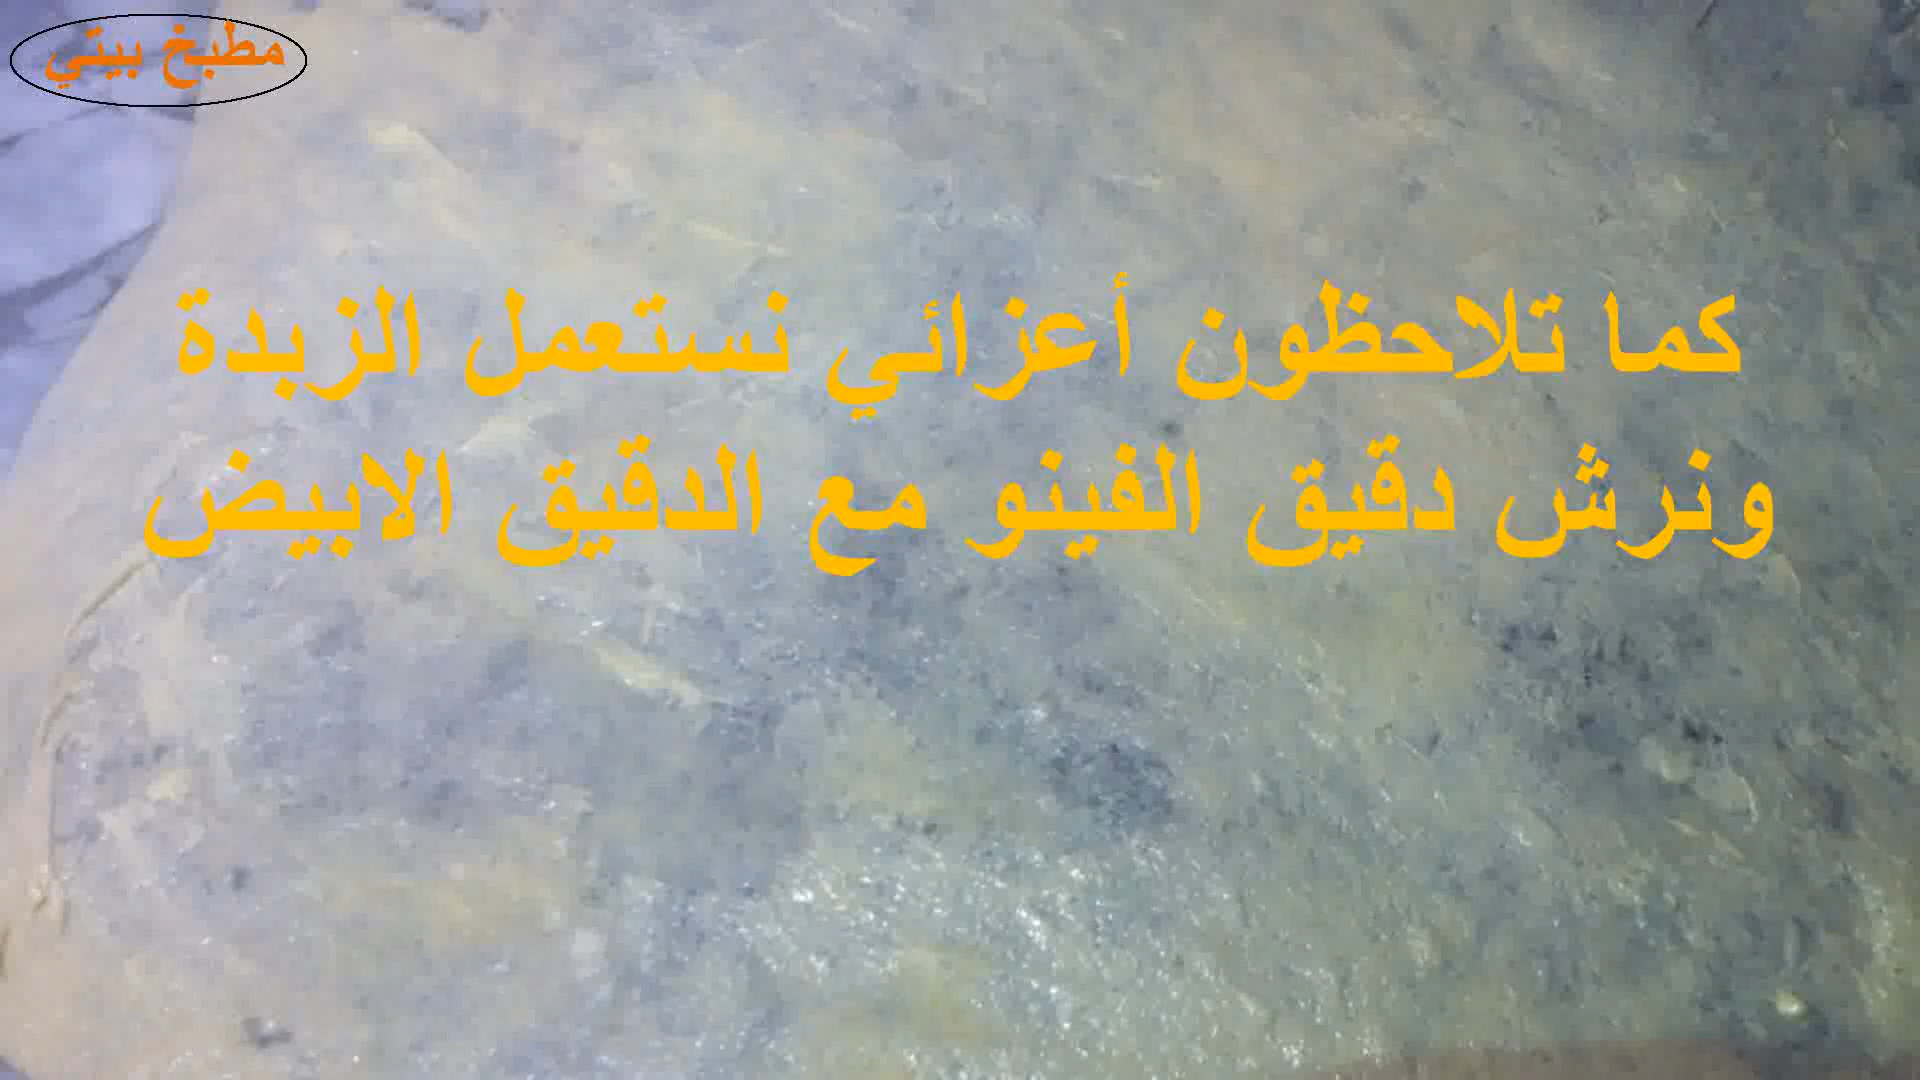 مطبخ بيتي
كما تلاحظون أعزائي نستعمل الزبدة
ونرش دقيق الفينو مع الدقيق الابيض